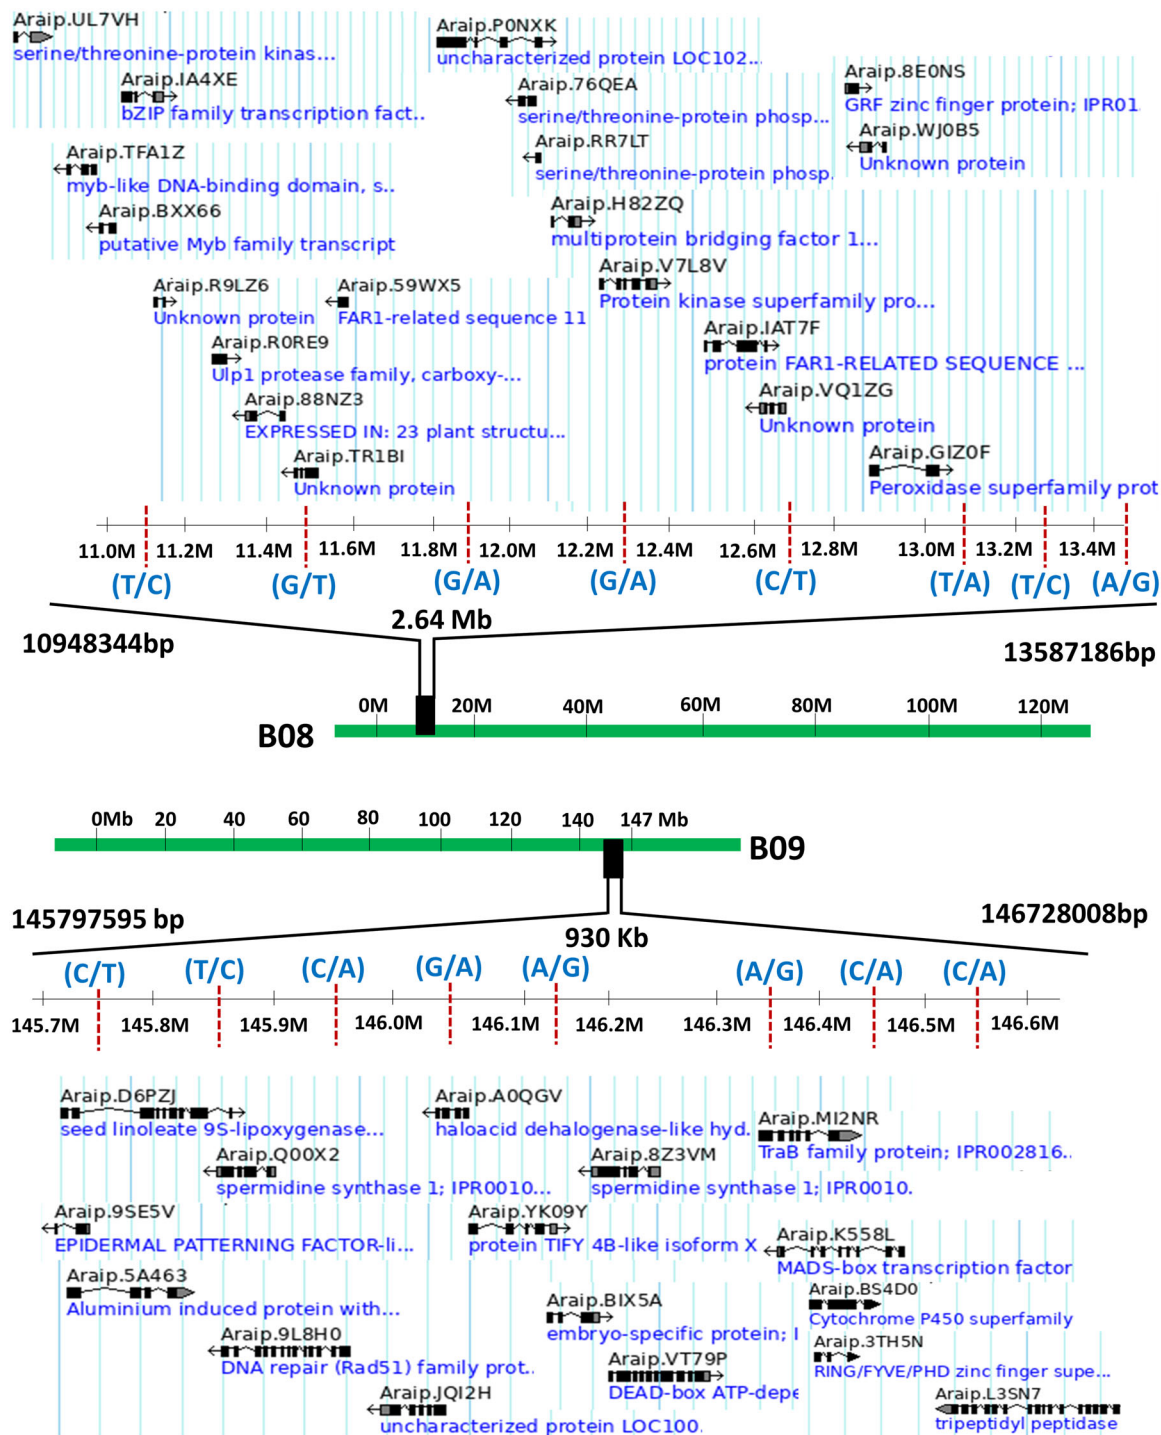 Araip.UL7VH
serine/threonine-protein kinas...
Araip.IA4XE
bZIP family transcription fact..
Araip.P0NXK
uncharacterized protein LOC102...
Araip.76QEA
serine/threonine-protein phosp...
Araip.RR7LT
serine/threonine-protein phosp.
Araip.8E0NS
GRF zinc finger protein; IPR01
Araip.WJ0B5
Unknown protein
Araip.TFA1Z
myb-like DNA-binding domain, s..
Araip.BXX66
putative Myb family transcript
Araip.H82ZQ
multiprotein bridging factor 1...
Araip.V7L8V
Protein kinase superfamily pro...
Araip.R9LZ6
Unknown protein
Araip.59WX5
FAR1-related sequence 11
Araip.R0RE9
Ulp1 protease family, carboxy-...
Araip.88NZ3
EXPRESSED IN: 23 plant structu...
Araip.TR1BI
Unknown protein
Araip.IAT7F
protein FAR1-RELATED SEQUENCE ...
Araip.VQ1ZG
Unknown protein
Araip.GIZ0F
Peroxidase superfamily prot
11.0M 11.2M 11.4M 11.6M 11.8M 12.0M 12.2M 12.4M 12.6M 12.8M 13.0M 13.2M 13.4M
(T/C) (G/T) (G/A) (G/A) (C/T) (T/A) (T/C) (A/G)
2.64 Mb
10948344bp 13587186bp
0M 20M 40M 60M 80M 100M 120M
B08
0Mb 20 40 60 80 100 120 140 147 Mb
B09
145797595 bp 146728008bp
930 Kb
(C/T) (T/C) (C/A) (G/A) (A/G) (A/G) (C/A) (C/A)
145.7M 145.8M 145.9M 146.0M 146.1M 146.2M 146.3M 146.4M 146.5M 146.6M
Araip.D6PZJ
seed linoleate 9S-lipoxygenase...
Araip.Q00X2
spermidine synthase 1; IPR0010...
Araip.A0QGV
haloacid dehalogenase-like hyd.
Araip.8Z3VM
spermidine synthase 1; IPR0010.
Araip.MI2NR
TraB family protein; IPR002816..
Araip.9SE5V
EPIDERMAL PATTERNING FACTOR-li...
Araip.YK09Y
protein TIFY 4B-like isoform X
Araip.K558L
MADS-box transcription factor
Araip.5A463
Aluminium induced protein with...
Araip.BIX5A
embryo-specific protein; I
Araip.BS4D0
Cytochrome P450 superfamily
Araip.9L8H0
DNA repair (Rad51) family prot..
Araip.VT79P
DEAD-box ATP-depe
Araip.3TH5N
RING/FYVE/PHD zinc finger supe...
Araip.JQI2H
uncharacterized protein LOC100.
Araip.L3SN7
tripeptidyl peptidase